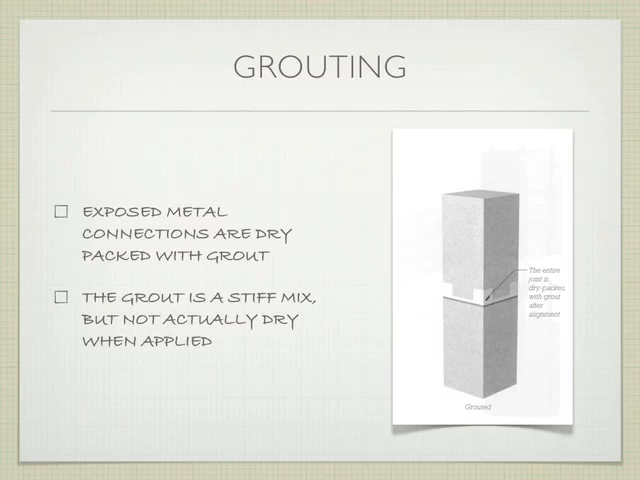 GROUTING
EXPOSED METAL
CONNECTIONS ARE DRY
PACKED WITH GROUT
THE GROUT IS A STIFF MIX,
BUT NOT ACTUALLY DRY
WHEN APPLIED
The entire
joint is
dry-packed
with grout
after
alignment
Grouted